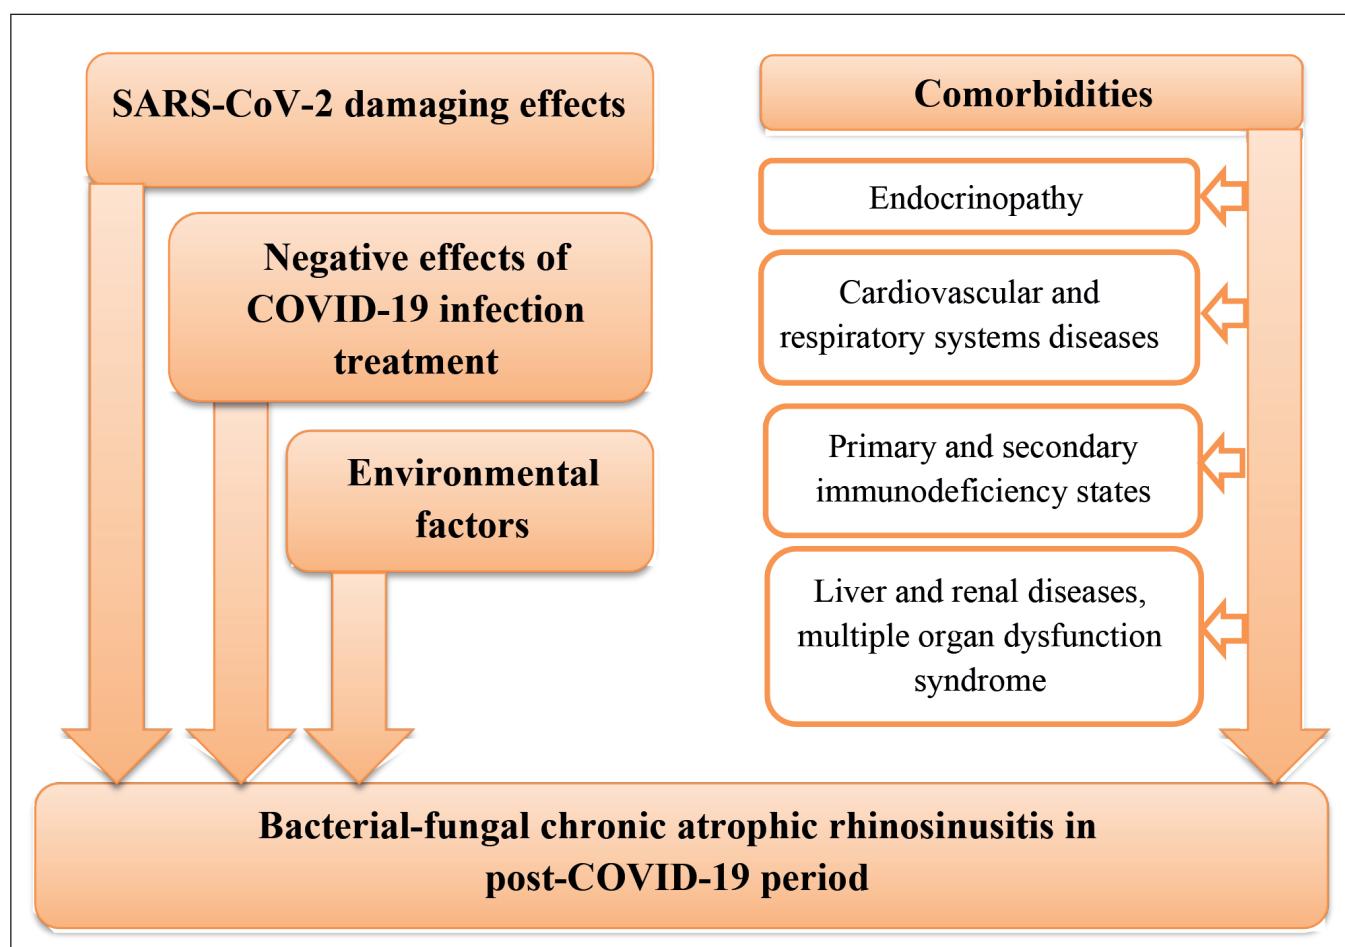 SARS-CoV-2 damaging effects
Negative effects of
COVID-19 infection
treatment
Environmental
factors
Comorbidities
Endocrinopathy
Cardiovascular and
respiratory systems diseases
Primary and secondary
immunodeficiency states
Liver and renal diseases,
multiple organ dysfunction
syndrome
Bacterial-fungal chronic atrophic rhinosinusitis in
post-COVID-19 period